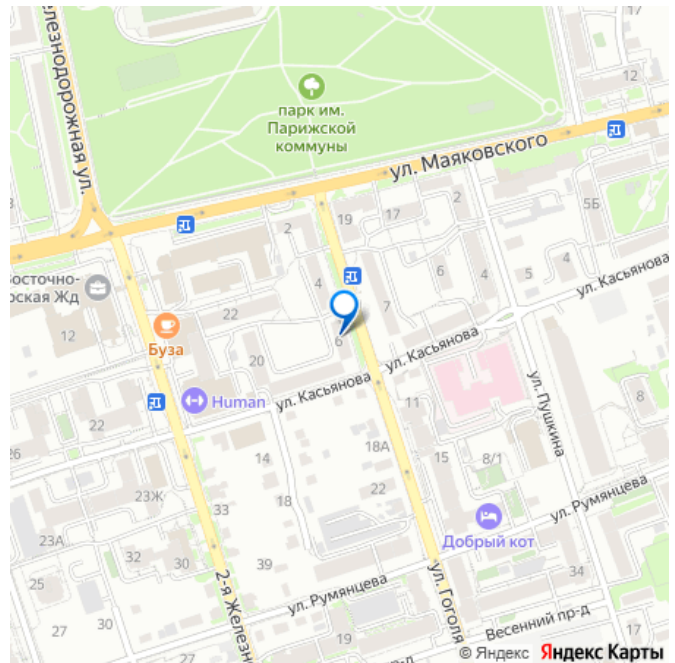 лезнодорожная ул.
12
парк им.
Парижской
коммуны
ул. Маяковского
19
17
2
2
5Б
4
6
4
5
ул. Касьянова
Восточно-
рская Жд
22
7
12
Буза
6
20
ул. Касьянова
ул. Касьянова
Human
11
8
22
ул. Пушкина
26
18А
14
15
8/1
23Ж
18
22
33
ул. Румянцева
23А
Добрый кот
32
30
39
34
25
2-я Железн
ул. Румянцева
ул. Гоголя
30
27
27
19
Весенний пр-д
17
р-д
© Яндекс Яндекс Карты